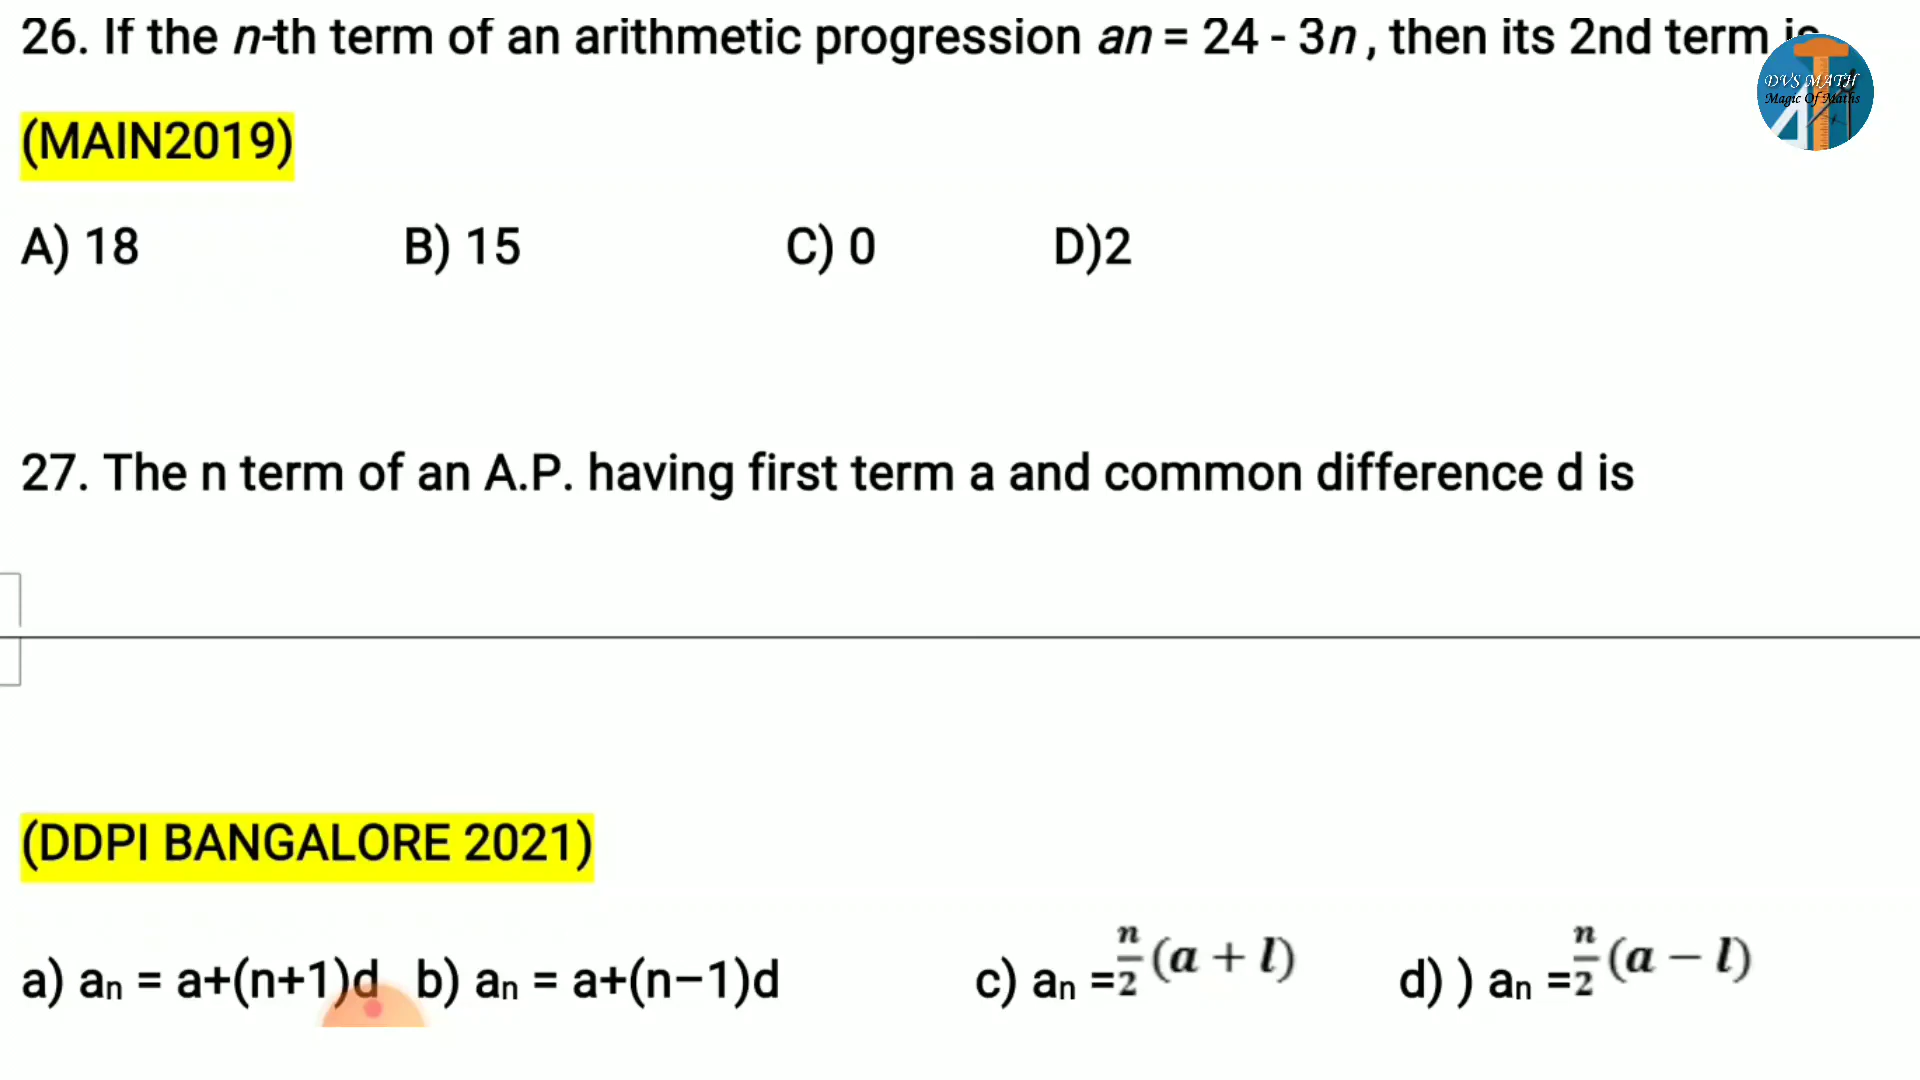 26. If the n-th term of an arithmetic progression an = 24 - 3n, then its 2nd term is
DVS MATH
Magic Of Maths
(MAIN2019)
A) 18 B) 15 C) 0 D)2
27. The n term of an A.P. having first term a and common difference d is
(DDPI BANGALORE 2021)
a) aₙ = a+(n+1)d b) aₙ = a+(n−1)d c) aₙ =n/2(a + l) d) ) aₙ =n/2(a − l)